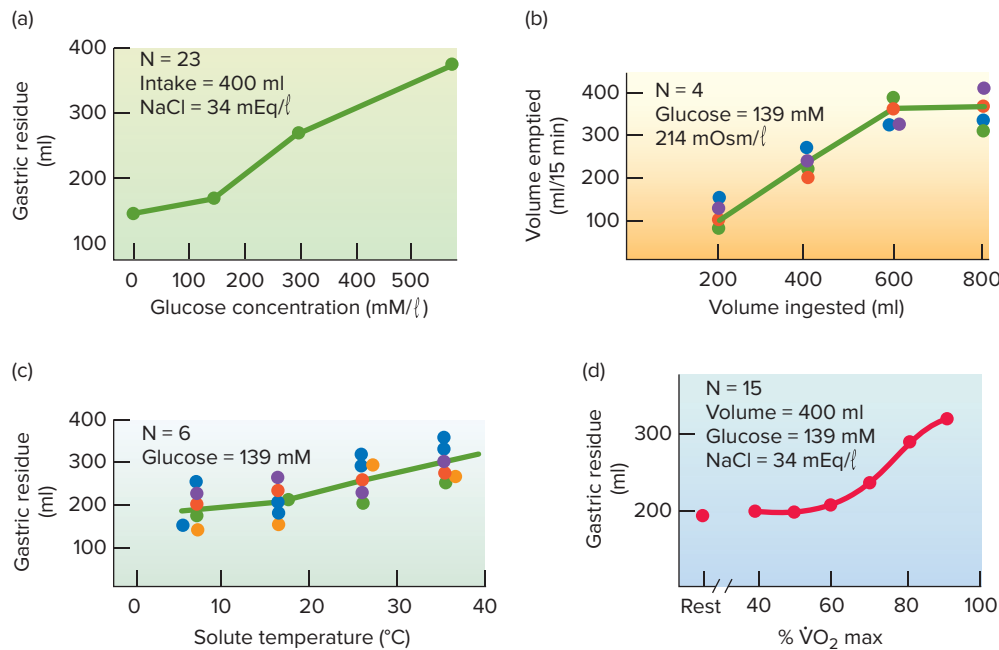 (a)
N = 23
Intake = 400 ml
NaCl = 34 mEq/ℓ
Gastric residue
(ml)
400
300
200
100
0 100 200 300 400 500
Glucose concentration (mM/ℓ)
(b)
N = 4
Glucose = 139 mM
214 mOsm/ℓ
Volume emptied
(ml/15 min)
400
300
200
100
200 400 600 800
Volume ingested (ml)
(c)
N = 6
Glucose = 139 mM
Gastric residue
(ml)
400
300
200
100
0 10 20 30 40
Solute temperature (°C)
(d)
N = 15
Volume = 400 ml
Glucose = 139 mM
NaCl = 34 mEq/ℓ
Gastric residue
(ml)
300
200
Rest 40 60 80 100
% V̇O₂ max